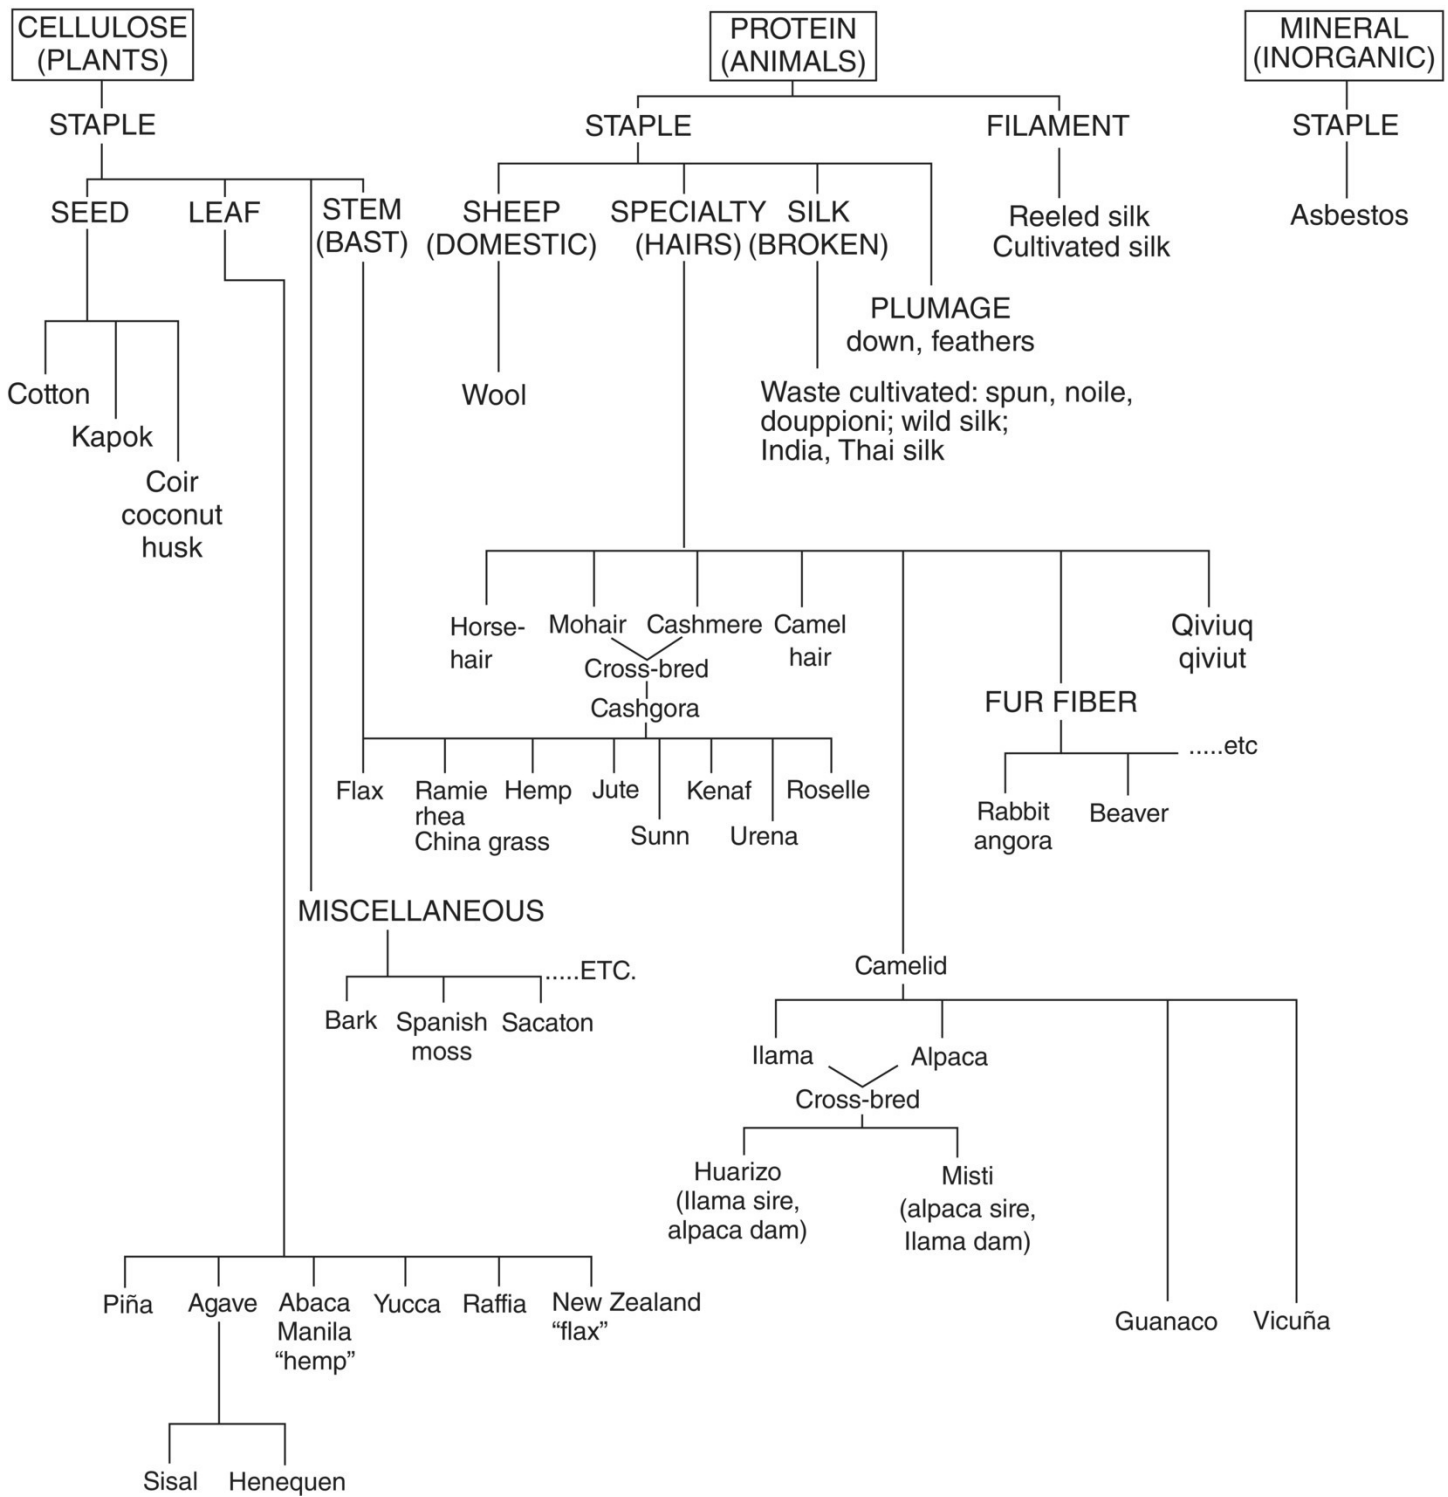 CELLULOSE
(PLANTS)
PROTEIN
(ANIMALS)
MINERAL
(INORGANIC)
STAPLE
STAPLE
FILAMENT
STAPLE
SEED
LEAF
STEM
(BAST)
SHEEP
(DOMESTIC)
SPECIALTY
(HAIRS)
SILK
(BROKEN)
Reeled silk
Cultivated silk
Asbestos
PLUMAGE
down, feathers
Cotton
Kapok
Coir
coconut
husk
Wool
Waste cultivated: spun, noile,
douppioni; wild silk;
India, Thai silk
Horse-
hair
Mohair
Cashmere
Camel
hair
Cross-bred
Cashgora
Qiviuq
qiviut
FUR FIBER
.....etc
Rabbit
angora
Beaver
Flax
Ramie
rhea
China grass
Hemp
Jute
Sunn
Kenaf
Urena
Roselle
MISCELLANEOUS
.....ETC.
Bark
Spanish
moss
Sacaton
Camelid
llama
Alpaca
Cross-bred
Huarizo
(llama sire,
alpaca dam)
Misti
(alpaca sire,
llama dam)
Guanaco
Vicuña
Piña
Agave
Abaca
Manila
“hemp”
Yucca
Raffia
New Zealand
“flax”
Sisal
Henequen